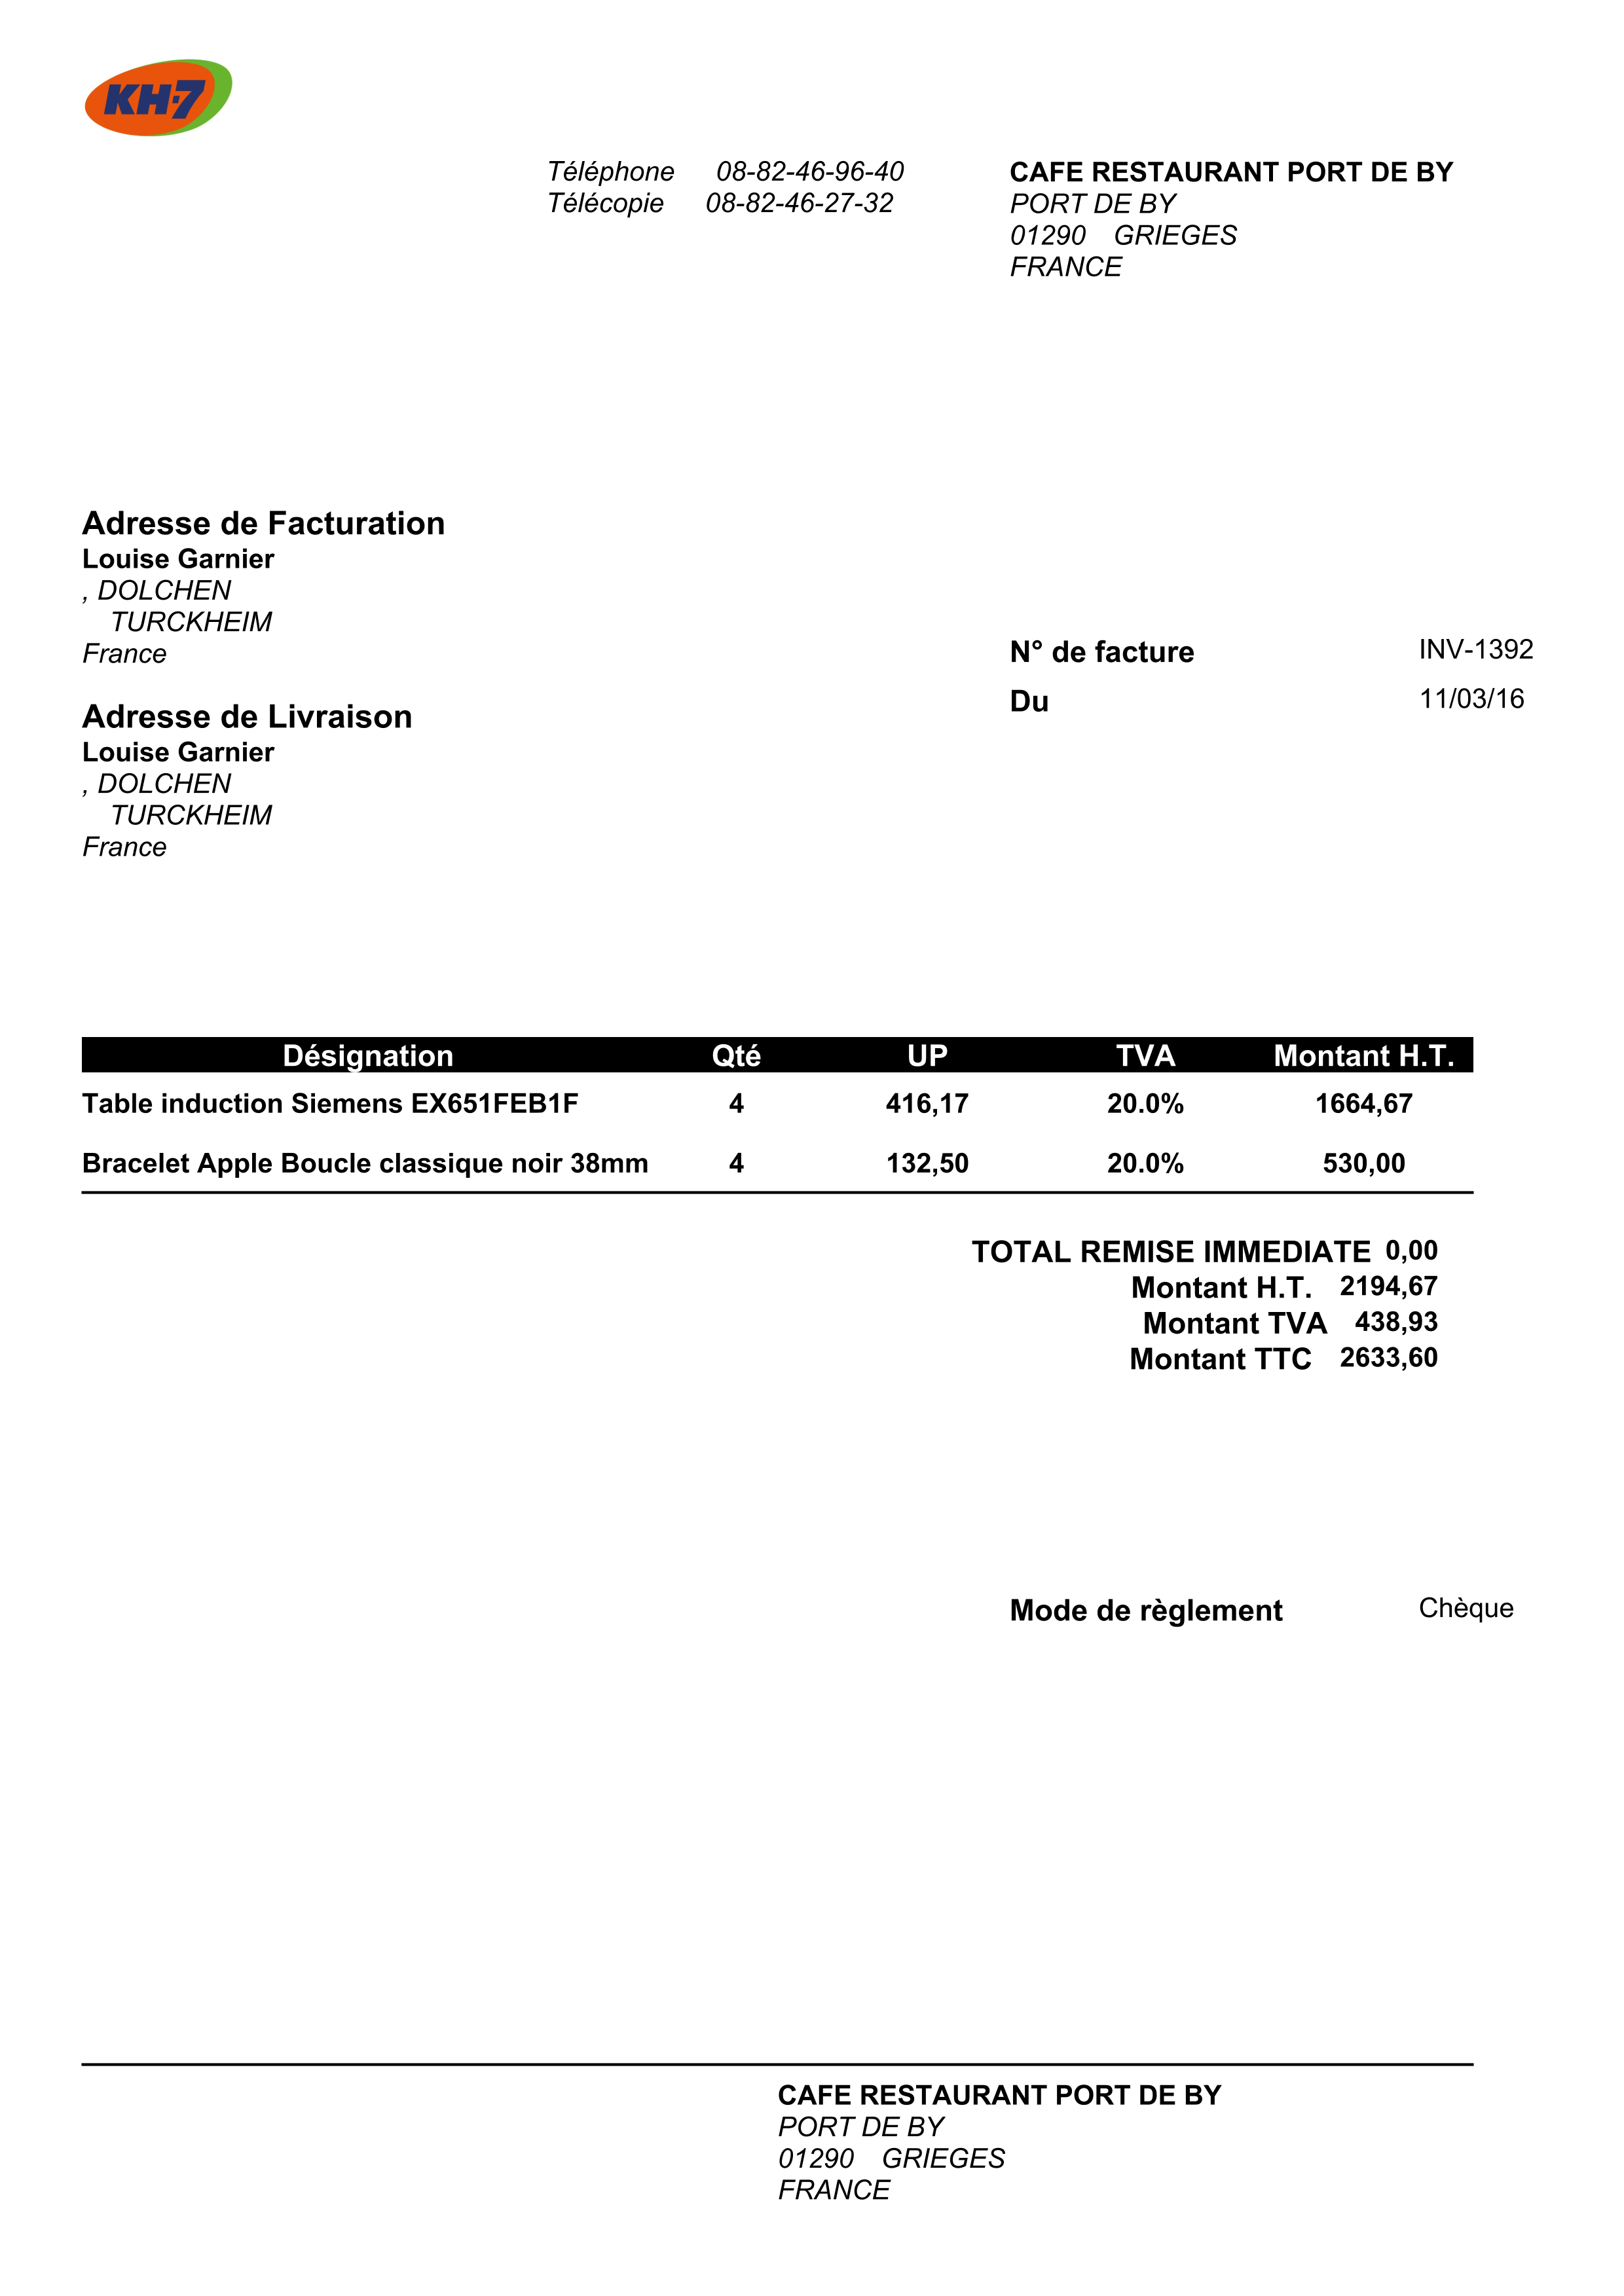 KH-7
Téléphone 08-82-46-96-40
Télécopie 08-82-46-27-32
CAFE RESTAURANT PORT DE BY
PORT DE BY
01290 GRIEGES
FRANCE
Adresse de Facturation
Louise Garnier
, DOLCHEN
TURCKHEIM
France
N° de facture INV-1392
Du 11/03/16
Adresse de Livraison
Louise Garnier
, DOLCHEN
TURCKHEIM
France
Désignation Qté UP TVA Montant H.T.
Table induction Siemens EX651FEB1F 4 416,17 20.0% 1664,67
Bracelet Apple Boucle classique noir 38mm 4 132,50 20.0% 530,00
TOTAL REMISE IMMEDIATE 0,00
Montant H.T. 2194,67
Montant TVA 438,93
Montant TTC 2633,60
Mode de règlement Chèque
CAFE RESTAURANT PORT DE BY
PORT DE BY
01290 GRIEGES
FRANCE